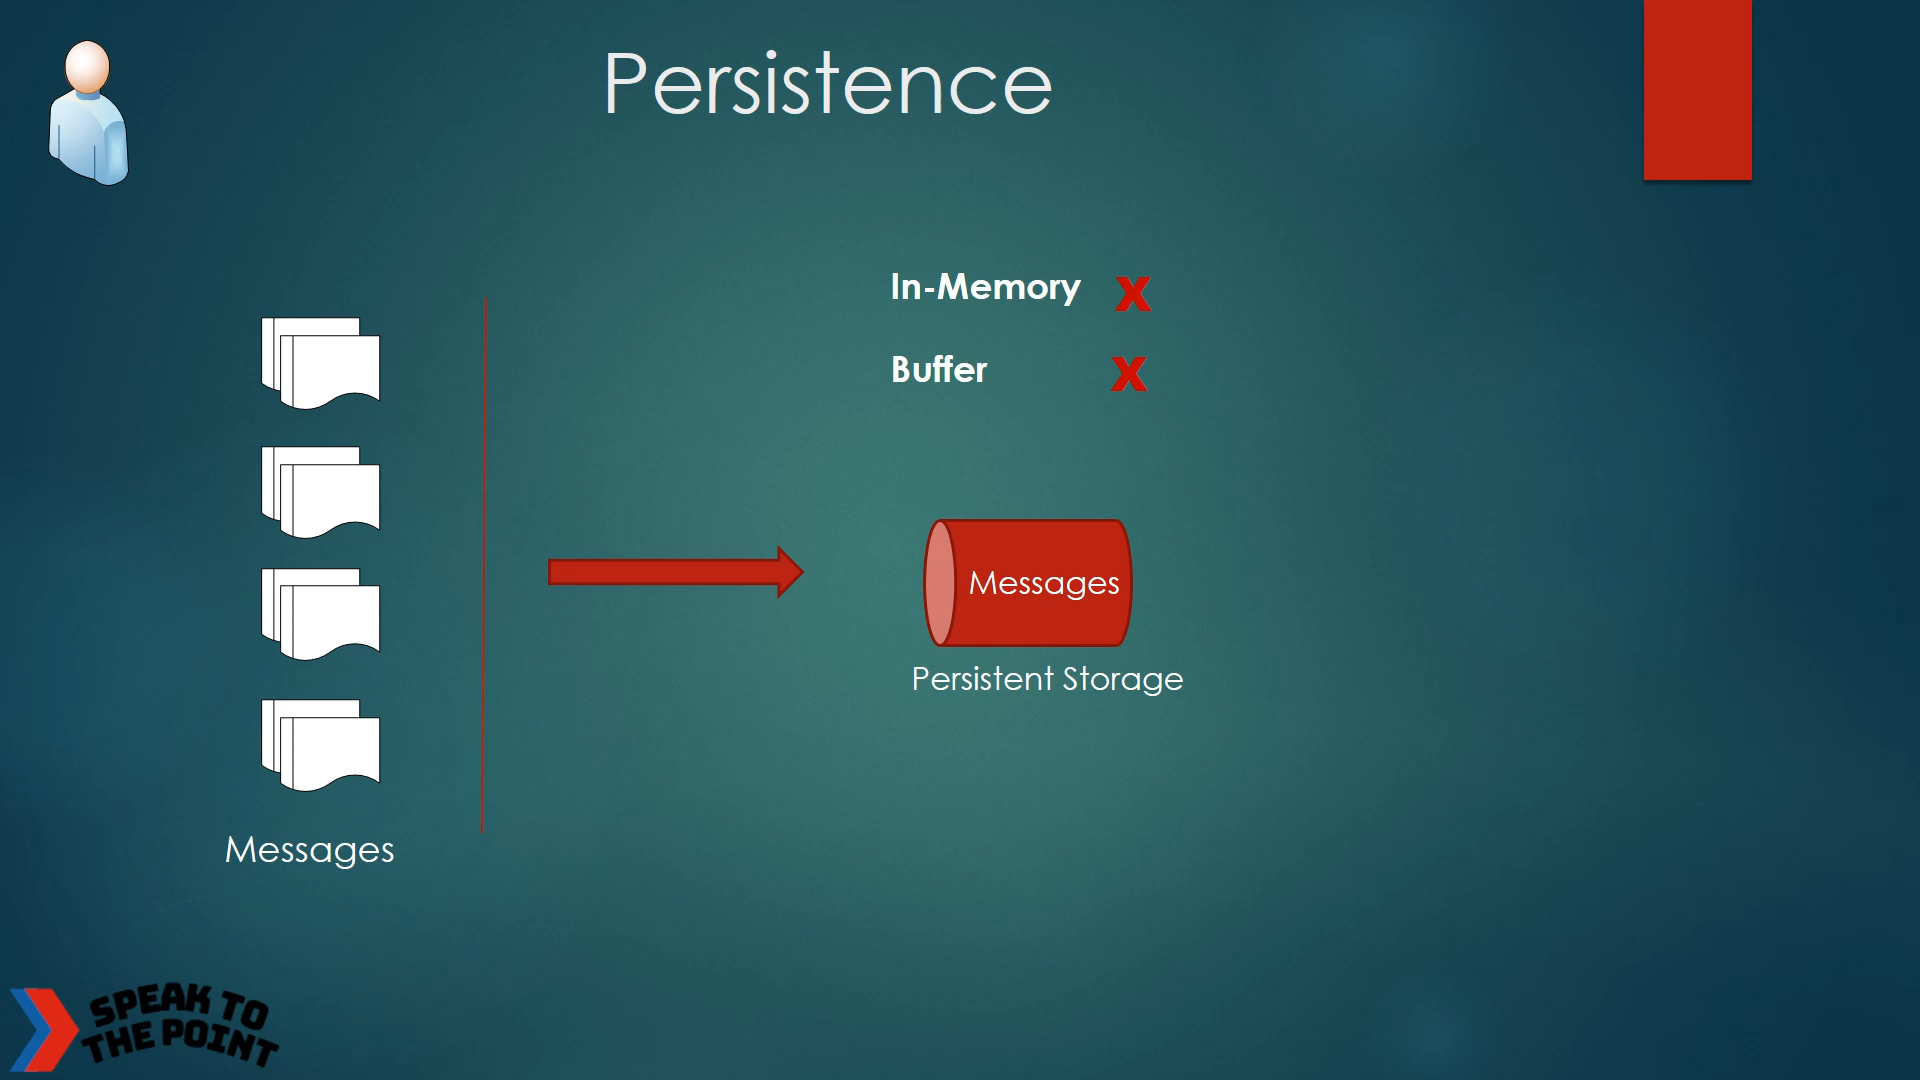 Persistence
In-Memory X
Buffer X
Messages
Persistent Storage
Messages
SPEAK TO
THE POINT